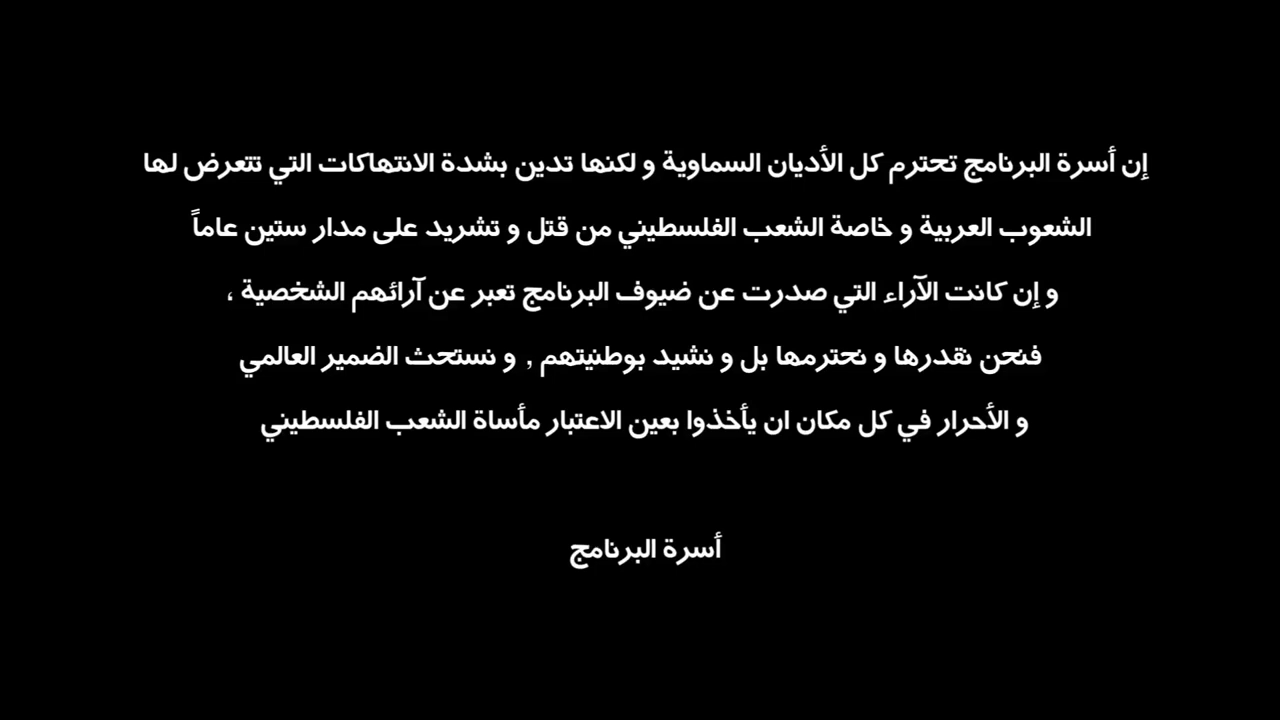 إن أسرة البرنامج تحترم كل الأديان السماوية و لكنها تدين بشدة الانتهاكات التي تتعرض لها
الشعوب العربية و خاصة الشعب الفلسطيني من قتل و تشريد على مدار ستين عاماً
و إن كانت الآراء التي صدرت عن ضيوف البرنامج تعبر عن آرائهم الشخصية ،
فنحن نقدرها و نحترمها بل و نشيد بوطنيتهم , و نستحث الضمير العالمي
و الأحرار في كل مكان ان يأخذوا بعين الاعتبار مأساة الشعب الفلسطيني
أسرة البرنامج